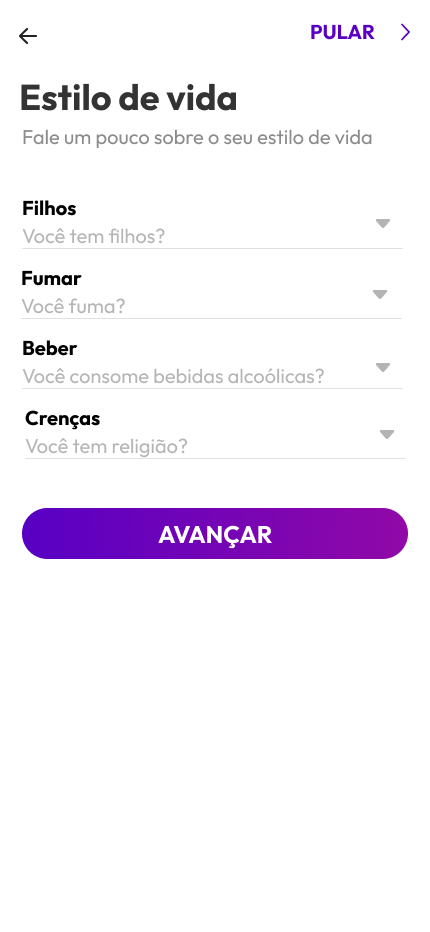 PULAR
Estilo de vida
Fale um pouco sobre o seu estilo de vida
Filhos
Você tem filhos?
Fumar
Você fuma?
Beber
Você consome bebidas alcoólicas?
Crenças
Você tem religião?
AVANÇAR